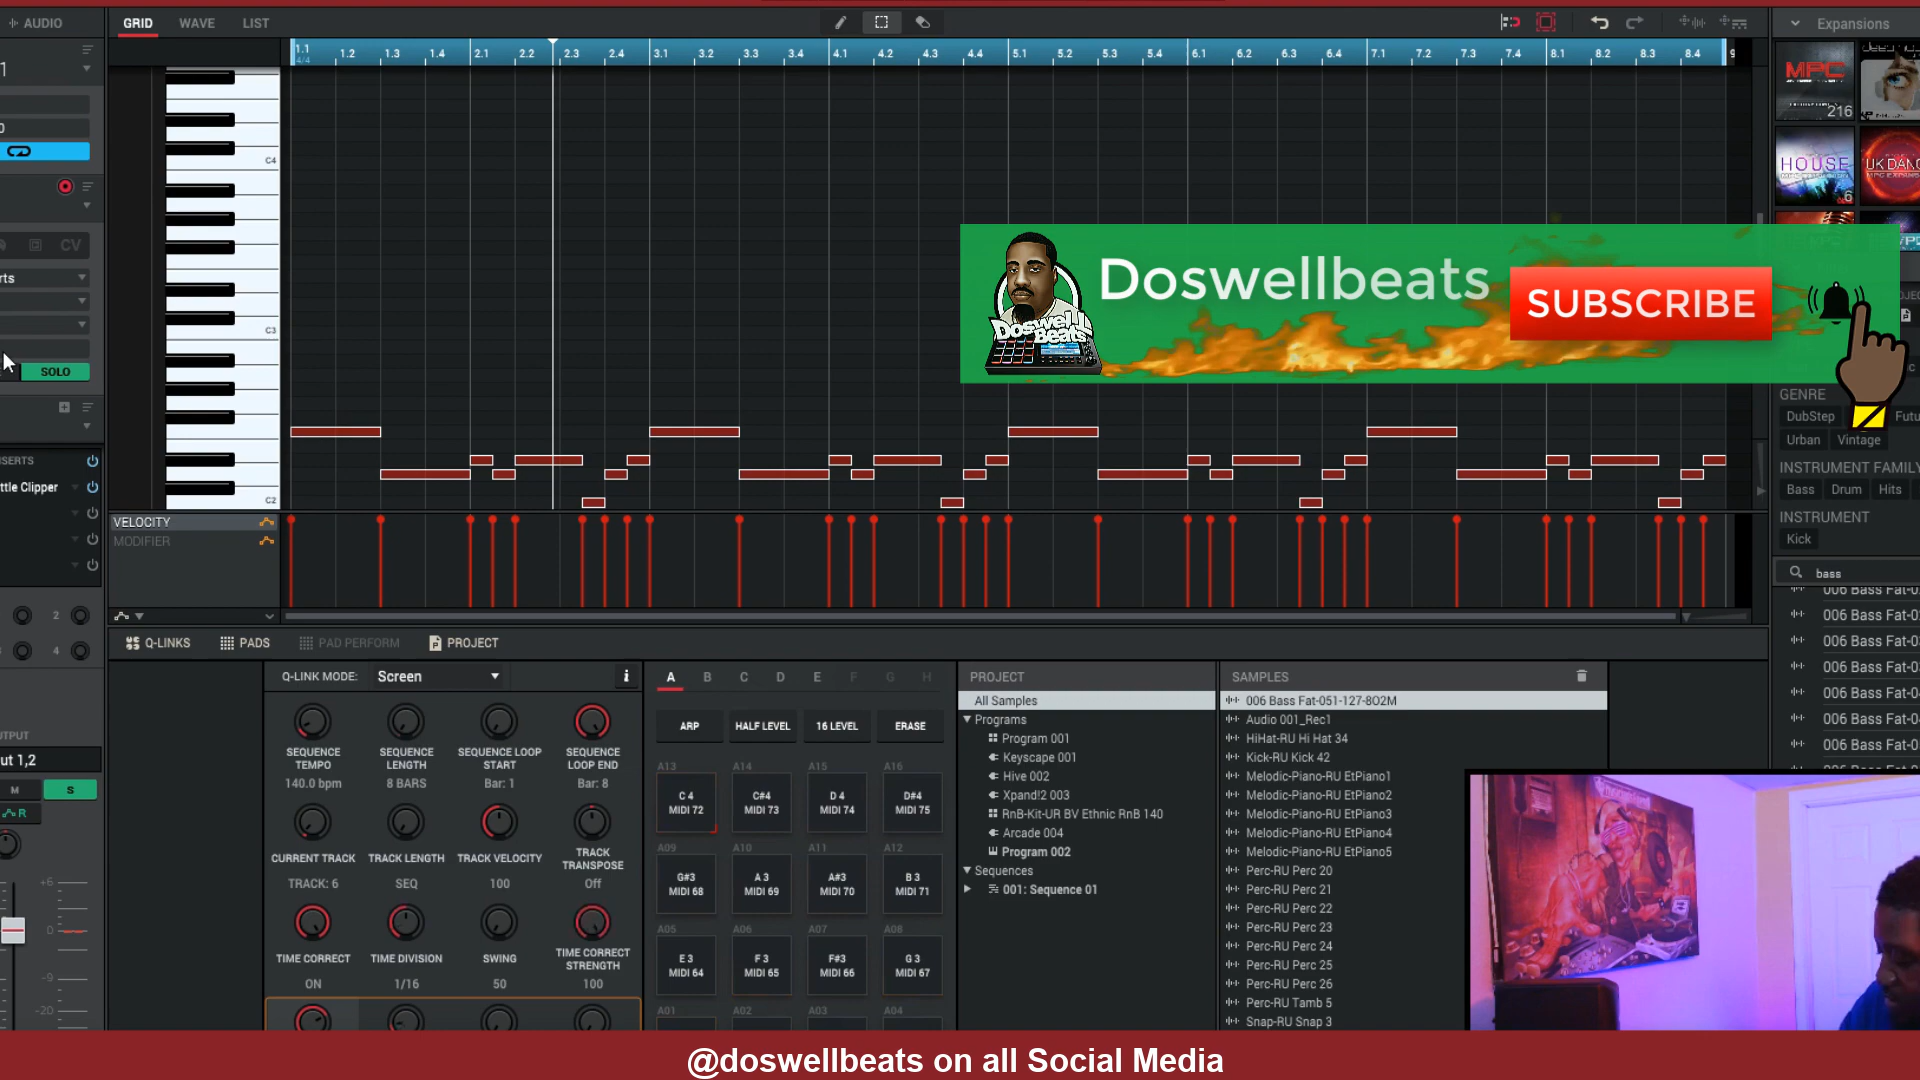 AUDIO
GRID
WAVE
LIST
Expansions
1.1
1.2
1.3
1.4
2.1
2.2
2.3
2.4
3.1
3.2
3.3
3.4
4.1
4.2
4.3
4.4
5.1
5.2
5.3
5.4
6.1
6.2
6.3
6.4
7.1
7.2
7.3
7.4
8.1
8.2
8.3
8.4
9
4/4
1
MPC
216
HOUSE
6
UK DANC
C4
CV
rts
C3
SOLO
Doswellbeats
SUBSCRIBE
Doswell
Beats
GENRE
DubStep
Futu
Urban
Vintage
INSTRUMENT FAMILY
Bass
Drum
Hits
INSTRUMENT
Kick
bass
NSERTS
ttle Clipper
C2
VELOCITY
MODIFIER
006 Bass Fat-0
006 Bass Fat-0
006 Bass Fat-0
006 Bass Fat-0
006 Bass Fat-0
006 Bass Fat-0
2
4
Q-LINKS
PADS
PAD PERFORM
PROJECT
Q-LINK MODE:
Screen
i
SEQUENCE TEMPO
140.0 bpm
SEQUENCE LENGTH
8 BARS
SEQUENCE LOOP START
Bar: 1
SEQUENCE LOOP END
Bar: 8
CURRENT TRACK
TRACK: 6
TRACK LENGTH
SEQ
TRACK VELOCITY
100
TRACK TRANSPOSE
Off
TIME CORRECT
ON
TIME DIVISION
1/16
SWING
50
TIME CORRECT STRENGTH
100
A
B
C
D
E
F
G
H
ARP
HALF LEVEL
16 LEVEL
ERASE
A13
C 4
MIDI 72
A14
C#4
MIDI 73
A15
D 4
MIDI 74
A16
D#4
MIDI 75
A09
G#3
MIDI 68
A10
A 3
MIDI 69
A11
A#3
MIDI 70
A12
B 3
MIDI 71
A05
E 3
MIDI 64
A06
F 3
MIDI 65
A07
F#3
MIDI 66
A08
G 3
MIDI 67
A01
A02
A03
A04
PROJECT
All Samples
Programs
Program 001
Keyscape 001
Hive 002
Xpand!2 003
RnB-Kit-UR BV Ethnic RnB 140
Arcade 004
Program 002
Sequences
001: Sequence 01
SAMPLES
006 Bass Fat-051-127-8O2M
Audio 001_Rec1
HiHat-RU Hi Hat 34
Kick-RU Kick 42
Melodic-Piano-RU EtPiano1
Melodic-Piano-RU EtPiano2
Melodic-Piano-RU EtPiano3
Melodic-Piano-RU EtPiano4
Melodic-Piano-RU EtPiano5
Perc-RU Perc 20
Perc-RU Perc 21
Perc-RU Perc 22
Perc-RU Perc 23
Perc-RU Perc 24
Perc-RU Perc 25
Perc-RU Perc 26
Perc-RU Tamb 5
Snap-RU Snap 3
UTPUT
ut 1,2
M
S
R
+6
0
-9
-20
@doswellbeats on all Social Media